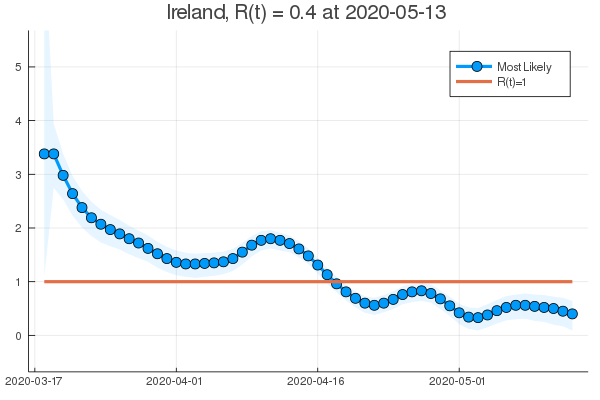 Ireland, R(t) = 0.4 at 2020-05-13
Most Likely
R(t)=1
5
4
3
2
1
0
2020-03-17 2020-04-01 2020-04-16 2020-05-01